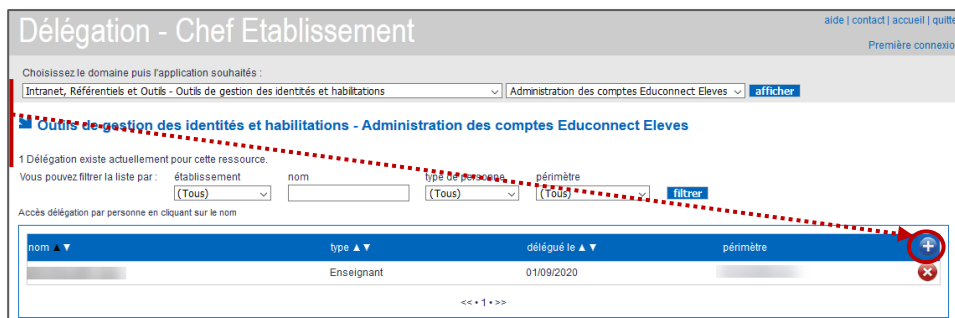 Délégation - Chef Etablissement
aide | contact | accueil | quitte
Première connexio
Choisissez le domaine puis l'application souhaités :
Intranet, Référentiels et Outils - Outils de gestion des identités et habilitations Administration des comptes Educonnect Eleves afficher
Outils de gestion des identités et habilitations - Administration des comptes Educonnect Eleves
1 Délégation existe actuellement pour cette ressource.
Vous pouvez filtrer la liste par : établissement nom type de personne périmètre
(Tous) (Tous) (Tous) filtrer
Accès délégation par personne en cliquant sur le nom
nom ▲▼ type ▲▼ délégué le ▲▼ périmètre
Enseignant 01/09/2020
<< • 1 • >>